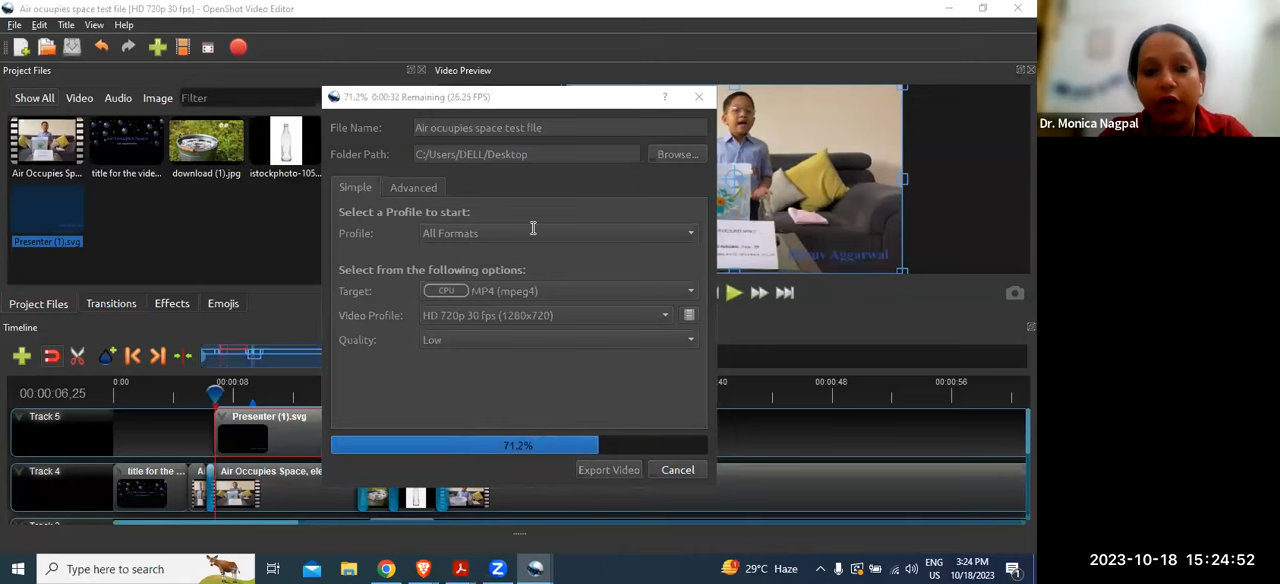 Air ocuupies space test file [HD 720p 30 fps] - OpenShot Video Editor
File Edit Title View Help
Project Files
Video Preview
Show All Video Audio Image Filter
Air Occupies Sp...
title for the vide...
download (1).jpg
istockphoto-105...
Presenter (1).svg
Project Files Transitions Effects Emojis
71.2% 0:00:32 Remaining (26.25 FPS)
File Name: Air ocuupies space test file
Folder Path: C:/Users/DELL/Desktop Browse...
Simple Advanced
Select a Profile to start:
Profile: All Formats
Select from the following options:
Target: CPU MP4 (mpeg4)
Video Profile: HD 720p 30 fps (1280x720)
Quality: Low
71.2%
Export Video Cancel
Aggarwal
Dr. Monica Nagpal
Timeline
00:00:06,25
0:00 00:00:08 40 00:00:48 00:00:56
Track 5
Presenter (1).svg
Track 4
title for the ...
Air Occupies Space, ele
Type here to search
29°C Haze
ENG
US
3:24 PM
10/18/2023
1
2023-10-18 15:24:52